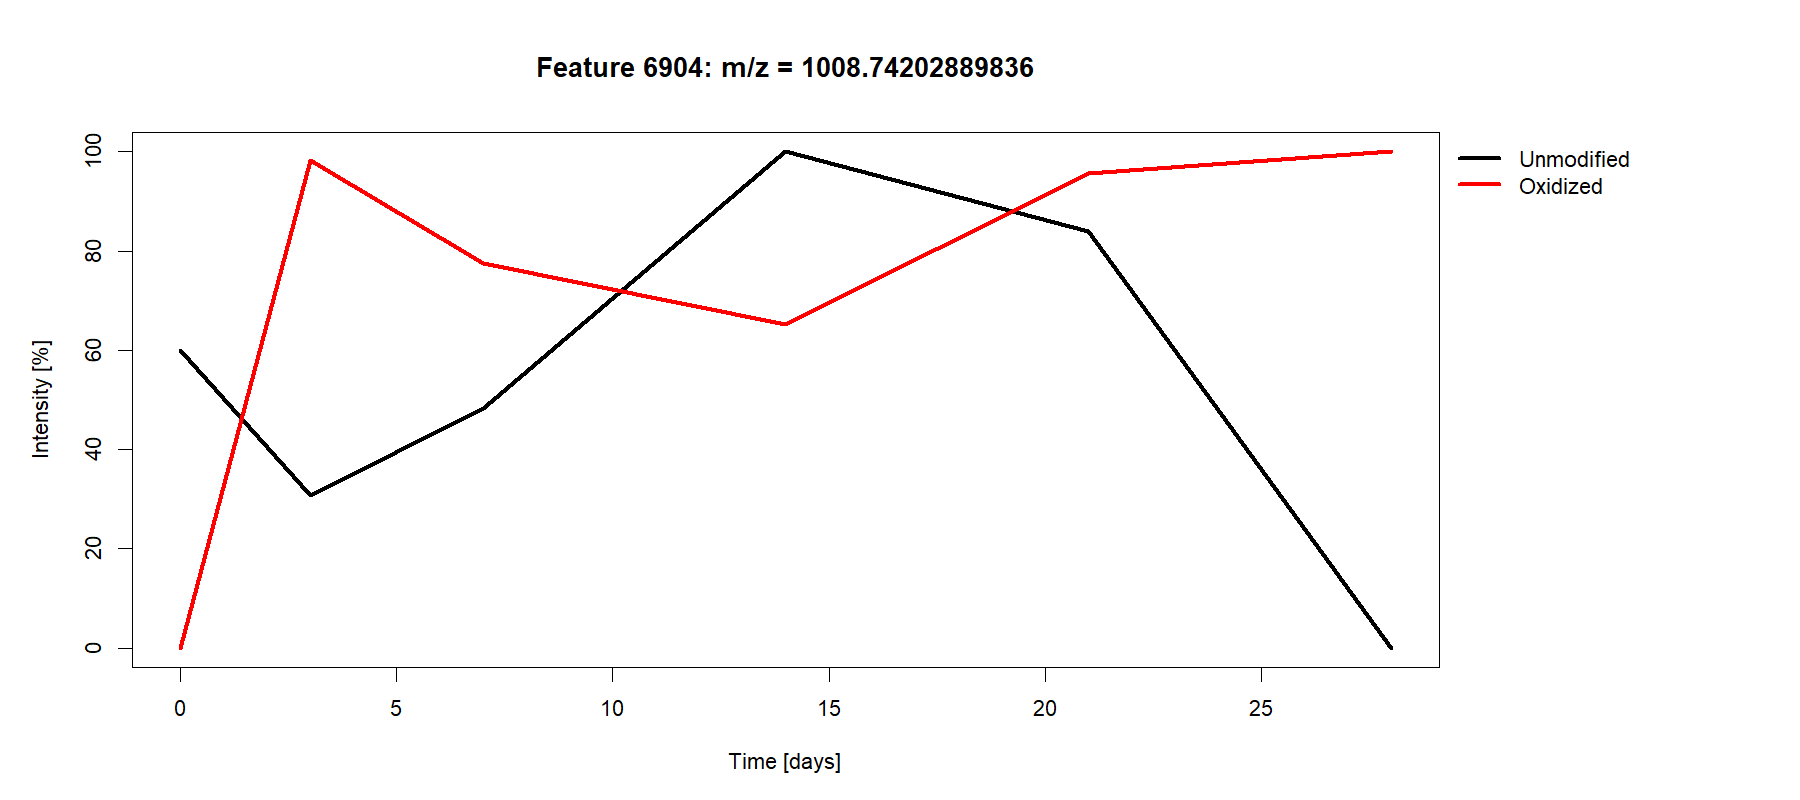 Feature 6904: m/z = 1008.74202889836
Unmodified
Oxidized
Intensity [%]
100
80
60
40
20
0
0 5 10 15 20 25
Time [days]